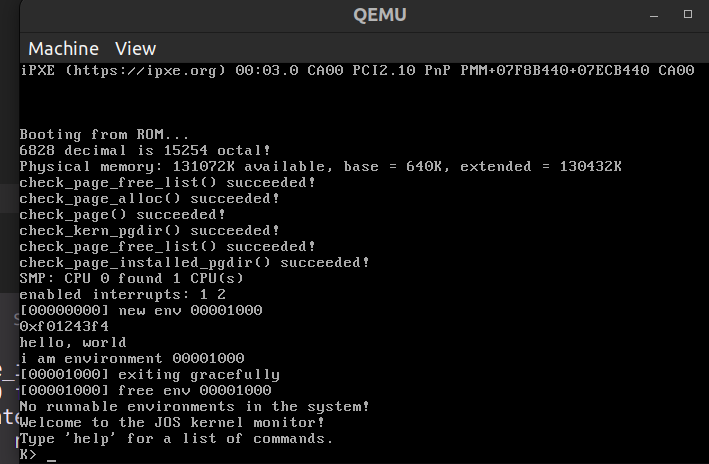 QEMU
Machine View
iPXE (https://ipxe.org) 00:03.0 CA00 PCI2.10 PnP PMM+07F8B440+07ECB440 CA00
Booting from ROM...
6828 decimal is 15254 octal!
Physical memory: 131072K available, base = 640K, extended = 130432K
check_page_free_list() succeeded!
check_page_alloc() succeeded!
check_page() succeeded!
check_kern_pgdir() succeeded!
check_page_free_list() succeeded!
check_page_installed_pgdir() succeeded!
SMP: CPU 0 found 1 CPU(s)
enabled interrupts: 1 2
[00000000] new env 00001000
0xf01243f4
hello, world
i am environment 00001000
[00001000] exiting gracefully
[00001000] free env 00001000
No runnable environments in the system!
Welcome to the JOS kernel monitor!
Type 'help' for a list of commands.
K> _